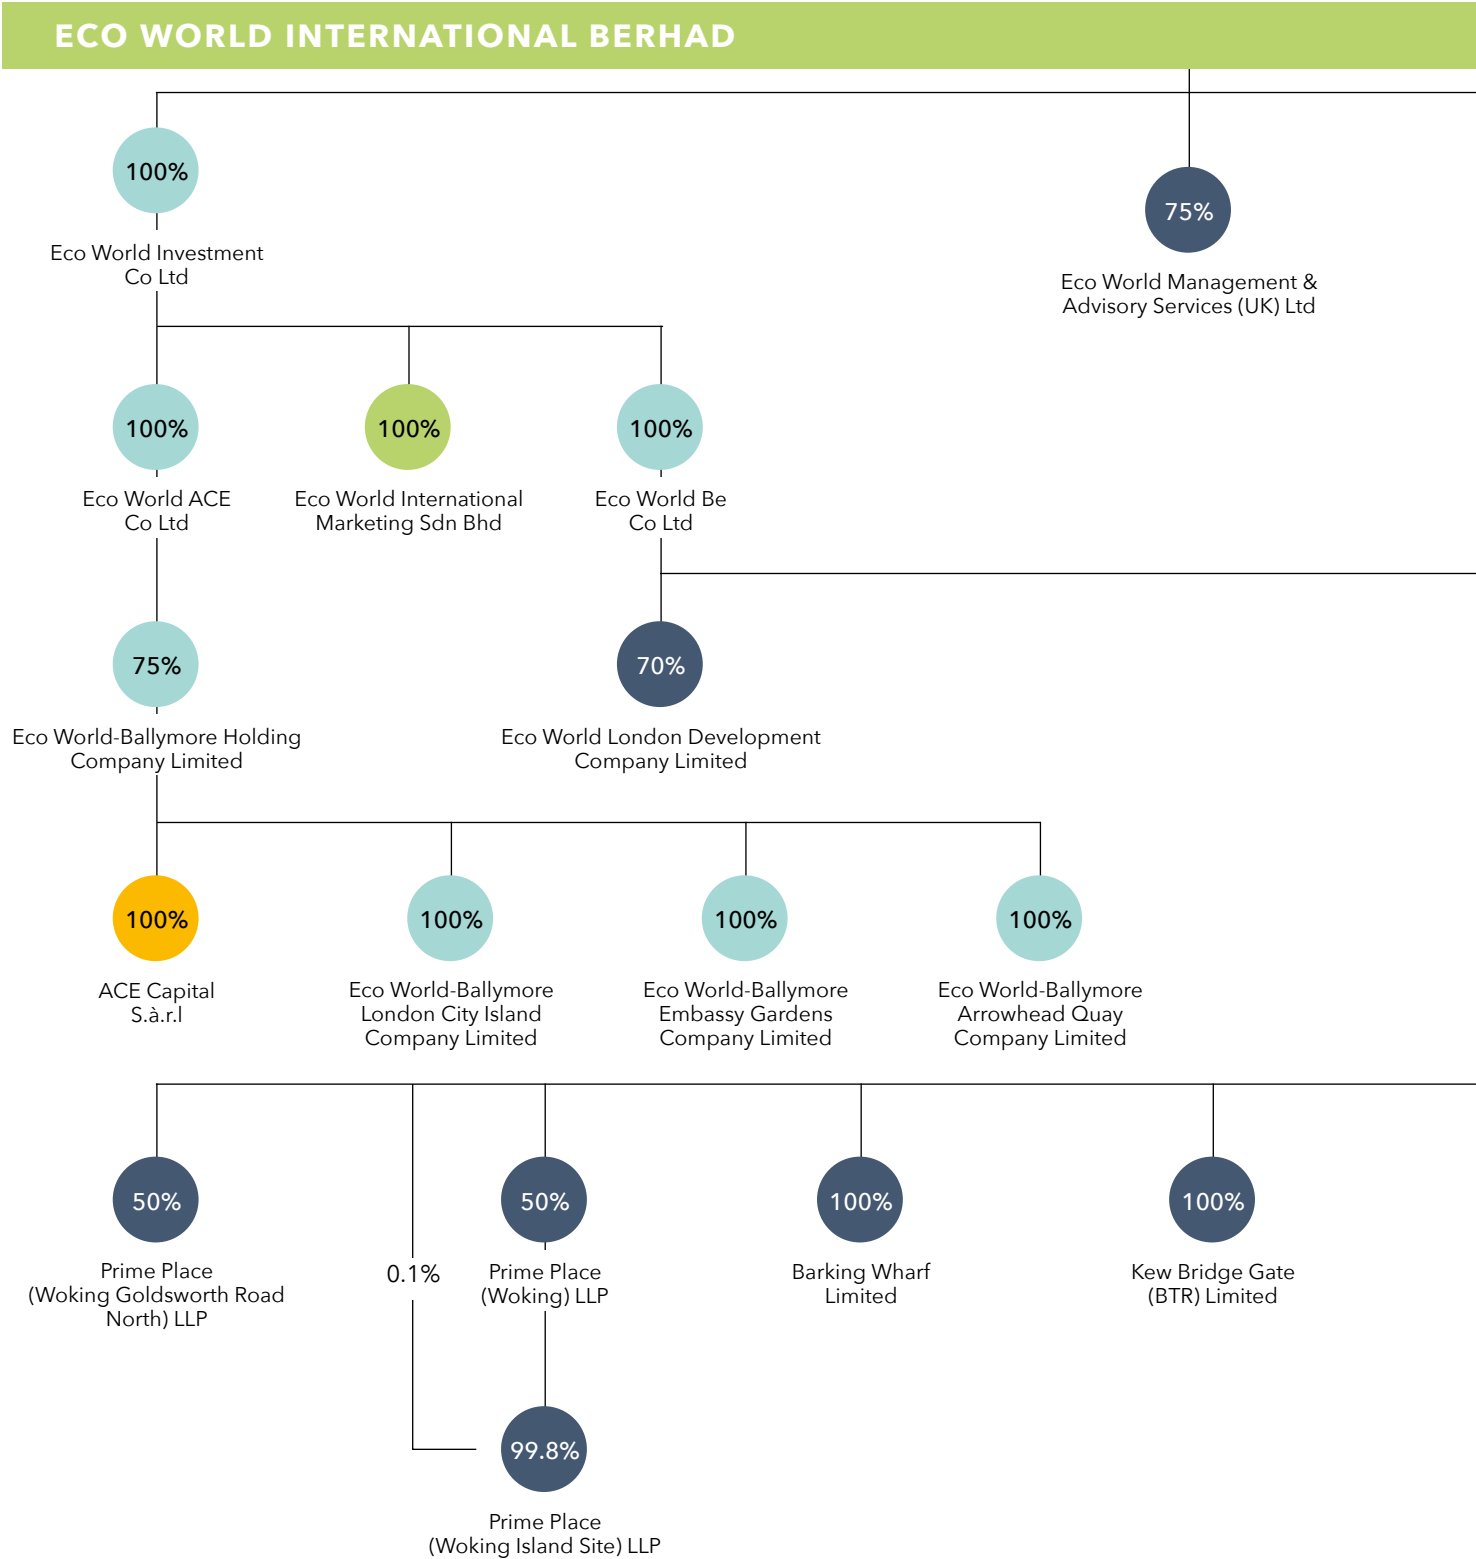 ECO WORLD INTERNATIONAL BERHAD
100%
Eco World Investment
Co Ltd
75%
Eco World Management &
Advisory Services (UK) Ltd
100%
Eco World ACE
Co Ltd
100%
Eco World International
Marketing Sdn Bhd
100%
Eco World Be
Co Ltd
75%
Eco World-Ballymore Holding
Company Limited
70%
Eco World London Development
Company Limited
100%
ACE Capital
S.à.r.l
100%
Eco World-Ballymore
London City Island
Company Limited
100%
Eco World-Ballymore
Embassy Gardens
Company Limited
100%
Eco World-Ballymore
Arrowhead Quay
Company Limited
50%
Prime Place
(Woking Goldsworth Road
North) LLP
0.1%
50%
Prime Place
(Woking) LLP
100%
Barking Wharf
Limited
100%
Kew Bridge Gate
(BTR) Limited
99.8%
Prime Place
(Woking Island Site) LLP